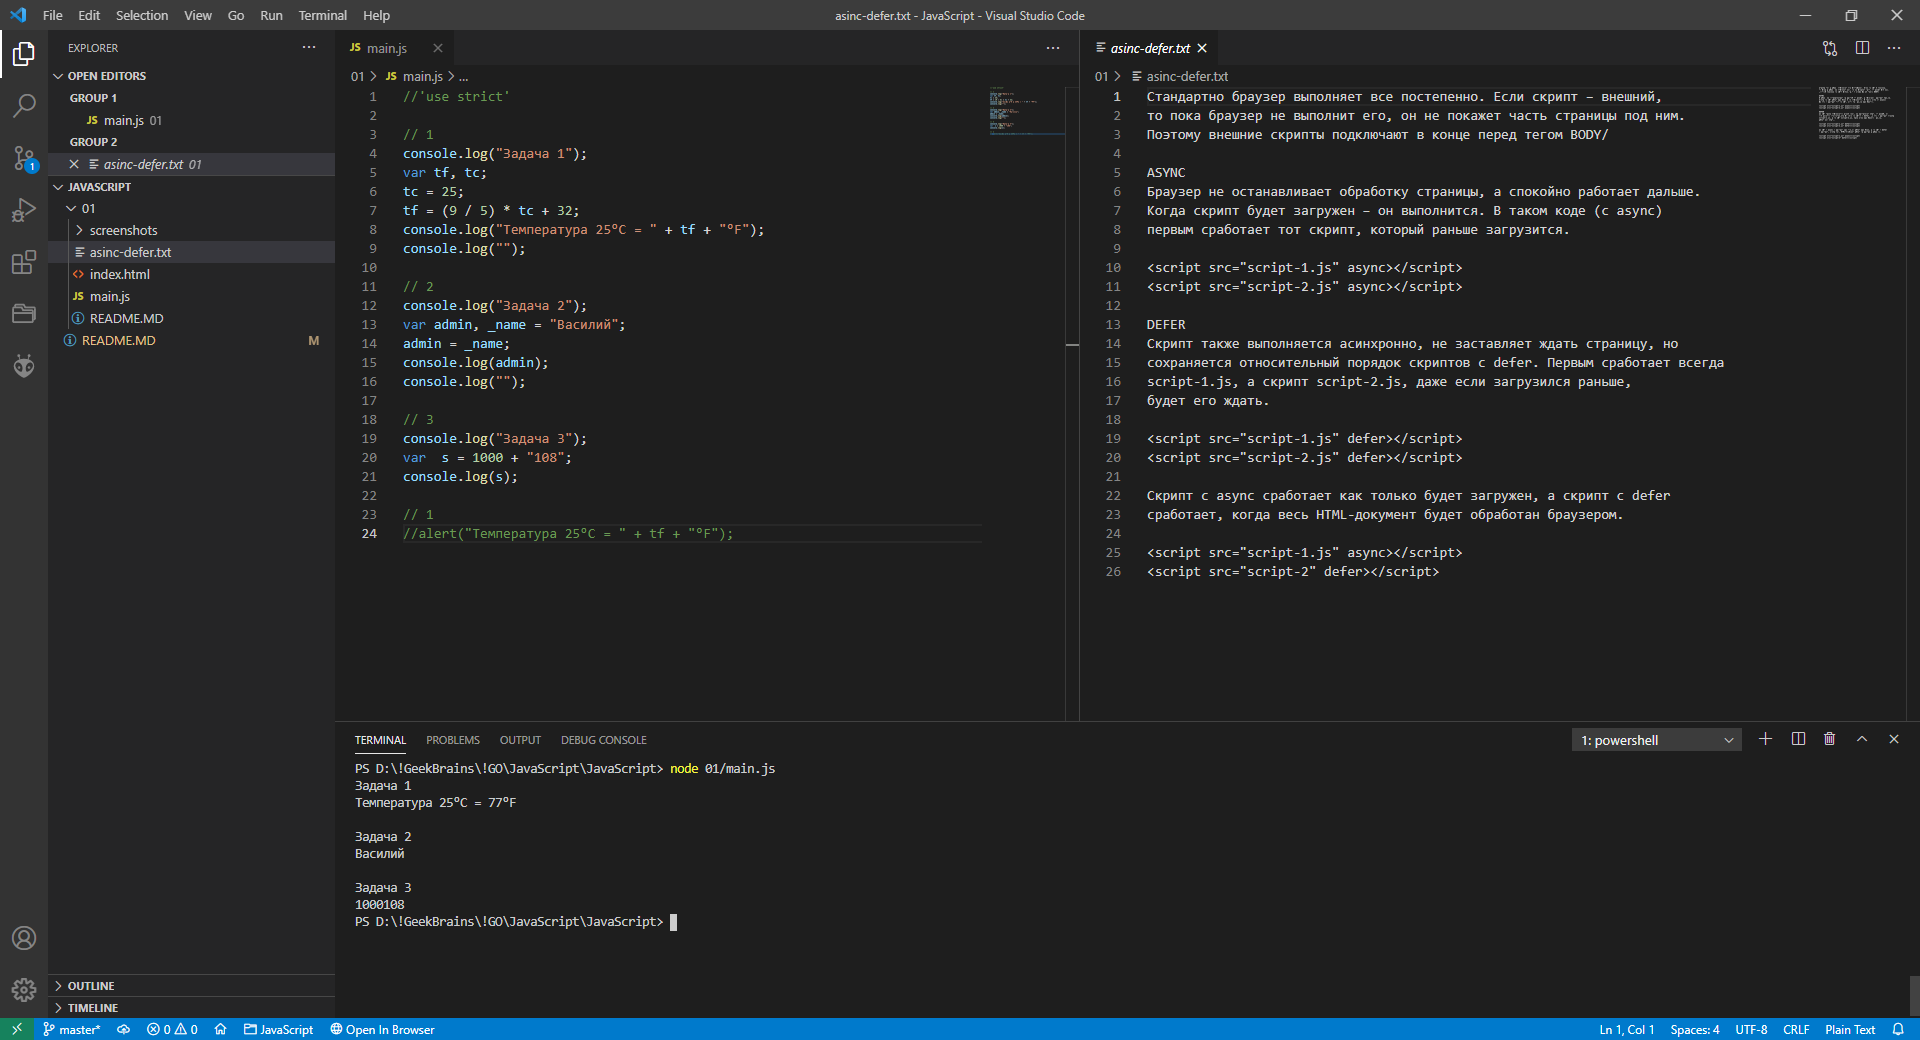 File Edit Selection View Go Run Terminal Help
asinc-defer.txt - JavaScript - Visual Studio Code
EXPLORER
OPEN EDITORS
GROUP 1
JS main.js 01
GROUP 2
asinc-defer.txt 01
JAVASCRIPT
01
screenshots
asinc-defer.txt
index.html
JS main.js
README.MD
README.MD M
OUTLINE
TIMELINE
JS main.js
01 > JS main.js > ...
1 //'use strict'
2
3 // 1
4 console.log("Задача 1");
5 var tf, tc;
6 tc = 25;
7 tf = (9 / 5) * tc + 32;
8 console.log("Температура 25°C = " + tf + "°F");
9 console.log("");
10
11 // 2
12 console.log("Задача 2");
13 var admin, _name = "Василий";
14 admin = _name;
15 console.log(admin);
16 console.log("");
17
18 // 3
19 console.log("Задача 3");
20 var  s = 1000 + "108";
21 console.log(s);
22
23 // 1
24 //alert("Температура 25°C = " + tf + "°F");
asinc-defer.txt
01 > asinc-defer.txt
1 Стандартно браузер выполняет все постепенно. Если скрипт – внешний,
2 то пока браузер не выполнит его, он не покажет часть страницы под ним.
3 Поэтому внешние скрипты подключают в конце перед тегом BODY/
4
5 ASYNC
6 Браузер не останавливает обработку страницы, а спокойно работает дальше.
7 Когда скрипт будет загружен – он выполнится. В таком коде (с async)
8 первым сработает тот скрипт, который раньше загрузится.
9
10 <script src="script-1.js" async></script>
11 <script src="script-2.js" async></script>
12
13 DEFER
14 Скрипт также выполняется асинхронно, не заставляет ждать страницу, но
15 сохраняется относительный порядок скриптов с defer. Первым сработает всегда
16 script-1.js, а скрипт script-2.js, даже если загрузился раньше,
17 будет его ждать.
18
19 <script src="script-1.js" defer></script>
20 <script src="script-2.js" defer></script>
21
22 Скрипт с async сработает как только будет загружен, а скрипт с defer
23 сработает, когда весь HTML-документ будет обработан браузером.
24
25 <script src="script-1.js" async></script>
26 <script src="script-2" defer></script>
TERMINAL PROBLEMS OUTPUT DEBUG CONSOLE
1: powershell
PS D:\!GeekBrains\!GO\JavaScript\JavaScript> node 01/main.js
Задача 1
Температура 25°C = 77°F
Задача 2
Василий
Задача 3
1000108
PS D:\!GeekBrains\!GO\JavaScript\JavaScript>
1
master* 0 0 JavaScript Open In Browser
Ln 1, Col 1 Spaces: 4 UTF-8 CRLF Plain Text